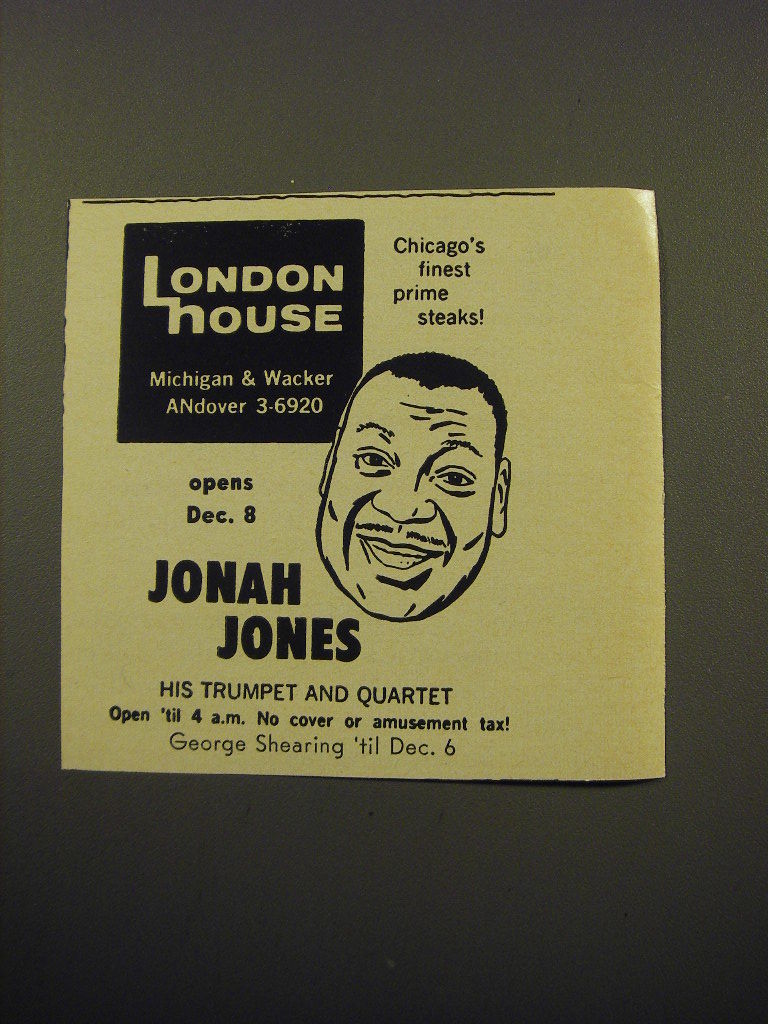 LONDON
hOUSE
Michigan & Wacker
ANdover 3-6920
Chicago's
finest
prime
steaks!
opens
Dec. 8
JONAH
JONES
HIS TRUMPET AND QUARTET
Open 'til 4 a.m. No cover or amusement tax!
George Shearing 'til Dec. 6